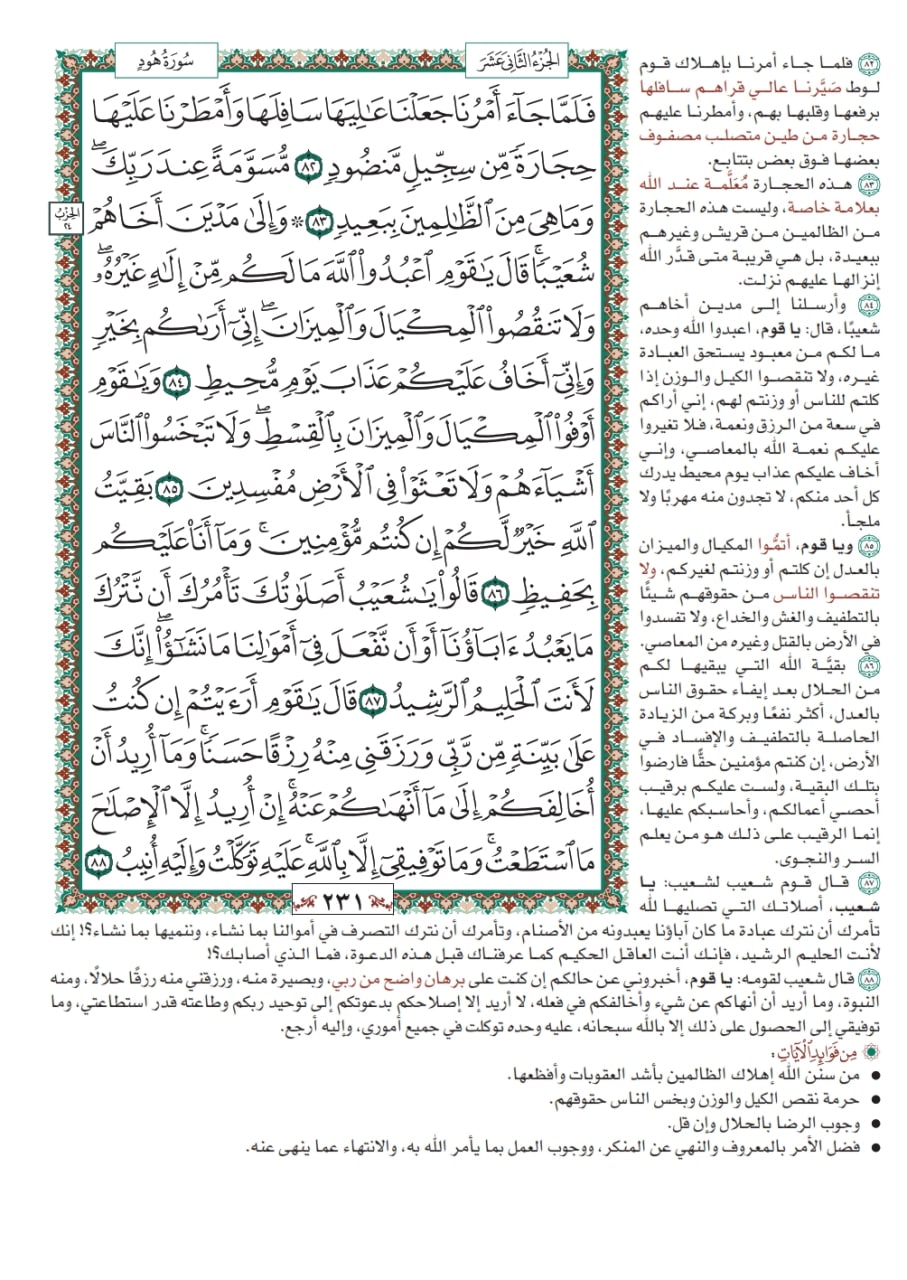 الجُزْءُ الثَّانِي عَشَرَ
سُورَةُ هُودٍ
فَلَمَّا جَآءَ أَمْرُنَا جَعَلْنَا عَٰلِيَهَا سَافِلَهَا وَأَمْطَرْنَا عَلَيْهَا
حِجَارَةً مِّن سِجِّيلٍ مَّنضُودٍ ٨٢ مُّسَوَّمَةً عِندَ رَبِّكَۖ
وَمَا هِيَ مِنَ ٱلظَّٰلِمِينَ بِبَعِيدٍ ٨٣ ۞ وَإِلَىٰ مَدْيَنَ أَخَاهُمْ
شُعَيْبًاۚ قَالَ يَٰقَوْمِ ٱعْبُدُوا۟ ٱللَّهَ مَا لَكُم مِّنْ إِلَٰهٍ غَيْرُهُۥۖ
وَلَا تَنقُصُوا۟ ٱلْمِكْيَالَ وَٱلْمِيزَانَۖ إِنِّيٓ أَرَىٰكُم بِخَيْرٍ
وَإِنِّيٓ أَخَافُ عَلَيْكُمْ عَذَابَ يَوْمٍ مُّحِيطٍ ٨٤ وَيَٰقَوْمِ
أَوْفُوا۟ ٱلْمِكْيَالَ وَٱلْمِيزَانَ بِٱلْقِسْطِۖ وَلَا تَبْخَسُوا۟ ٱلنَّاسَ
أَشْيَآءَهُمْ وَلَا تَعْثَوْا۟ فِي ٱلْأَرْضِ مُفْسِدِينَ ٨٥ بَقِيَّتُ
ٱللَّهِ خَيْرٌ لَّكُمْ إِن كُنتُم مُّؤْمِنِينَۚ وَمَآ أَنَا۠ عَلَيْكُم
بِحَفِيظٍ ٨٦ قَالُوا۟ يَٰشُعَيْبُ أَصَلَوٰتُكَ تَأْمُرُكَ أَن نَّتْرُكَ
مَا يَعْبُدُ ءَابَآؤُنَآ أَوْ أَن نَّفْعَلَ فِيٓ أَمْوَٰلِنَا مَا نَشَٰٓؤُا۟ۖ إِنَّكَ
لَأَنتَ ٱلْحَلِيمُ ٱلرَّشِيدُ ٨٧ قَالَ يَٰقَوْمِ أَرَءَيْتُمْ إِن كُنتُ
عَلَىٰ بَيِّنَةٍ مِّن رَّبِّي وَرَزَقَنِي مِنْهُ رِزْقًا حَسَنًاۚ وَمَآ أُرِيدُ أَنْ
أُخَالِفَكُمْ إِلَىٰ مَآ أَنْهَىٰكُمْ عَنْهُۚ إِنْ أُرِيدُ إِلَّا ٱلْإِصْلَٰحَ
مَا ٱسْتَطَعْتُۚ وَمَا تَوْفِيقِيٓ إِلَّا بِٱللَّهِۚ عَلَيْهِ تَوَكَّلْتُ وَإِلَيْهِ أُنِيبُ ٨٨
الحِزْبُ
٢٤
٢٣١
٨٢ فلما جاء أمرنا بإهلاك قوم
لوط صَيَّرنا عالي قراهم سافلها
برفعها وقلبها بهم، وأمطرنا عليهم
حجارة من طين متصلب مصفوف
بعضها فوق بعض بتتابع.
٨٣ هذه الحجارة مُعَلَّمة عند الله
بعلامة خاصة، وليست هذه الحجارة
من الظالمين من قريش وغيرهم
ببعيدة، بل هي قريبة متى قدَّر الله
إنزالها عليهم نزلت.
٨٤ وأرسلنا إلى مدين أخاهم
شعيبًا، قال: يا قوم، اعبدوا الله وحده،
ما لكم من معبود يستحق العبادة
غيره، ولا تنقصوا الكيل والوزن إذا
كلتم للناس أو وزنتم لهم، إني أراكم
في سعة من الرزق ونعمة، فلا تغيروا
عليكم نعمة الله بالمعاصي، وإني
أخاف عليكم عذاب يوم محيط يدرك
كل أحد منكم، لا تجدون منه مهربًا ولا
ملجأ.
٨٥ ويا قوم، أتمُّوا المكيال والميزان
بالعدل إن كلتم أو وزنتم لغيركم، ولا
تنقصوا الناس من حقوقهم شيئًا
بالتطفيف والغش والخداع، ولا تفسدوا
في الأرض بالقتل وغيره من المعاصي.
٨٦ بقيَّة الله التي يبقيها لكم
من الحلال بعد إيفاء حقوق الناس
بالعدل، أكثر نفعًا وبركة من الزيادة
الحاصلة بالتطفيف والإفساد في
الأرض، إن كنتم مؤمنين حقًّا فارضوا
بتلك البقية، ولست عليكم برقيب
أحصي أعمالكم، وأحاسبكم عليها،
إنما الرقيب على ذلك هو من يعلم
السر والنجوى.
٨٧ قال قوم شعيب لشعيب: يا
شعيب، أصلاتك التي تصليها لله
تأمرك أن نترك عبادة ما كان آباؤنا يعبدونه من الأصنام، وتأمرك أن نترك التصرف في أموالنا بما نشاء، وننميها بما نشاء؟! إنك
لأنت الحليم الرشيد، فإنك أنت العاقل الحكيم كما عرفناك قبل هذه الدعوة، فما الذي أصابك؟!
٨٨ قال شعيب لقومه: يا قوم، أخبروني عن حالكم إن كنت على برهان واضح من ربي، وبصيرة منه، ورزقني منه رزقًا حلالًا، ومنه
النبوة، وما أريد أن أنهاكم عن شيء وأخالفكم في فعله، لا أريد إلا إصلاحكم بدعوتكم إلى توحيد ربكم وطاعته قدر استطاعتي، وما
توفيقي إلى الحصول على ذلك إلا بالله سبحانه، عليه وحده توكلت في جميع أموري، وإليه أرجع.
مِن فَوَائِدِ الآيَاتِ:
● من سنن الله إهلاك الظالمين بأشد العقوبات وأفظعها.
● حرمة نقص الكيل والوزن وبخس الناس حقوقهم.
● وجوب الرضا بالحلال وإن قل.
● فضل الأمر بالمعروف والنهي عن المنكر، ووجوب العمل بما يأمر الله به، والانتهاء عما ينهى عنه.